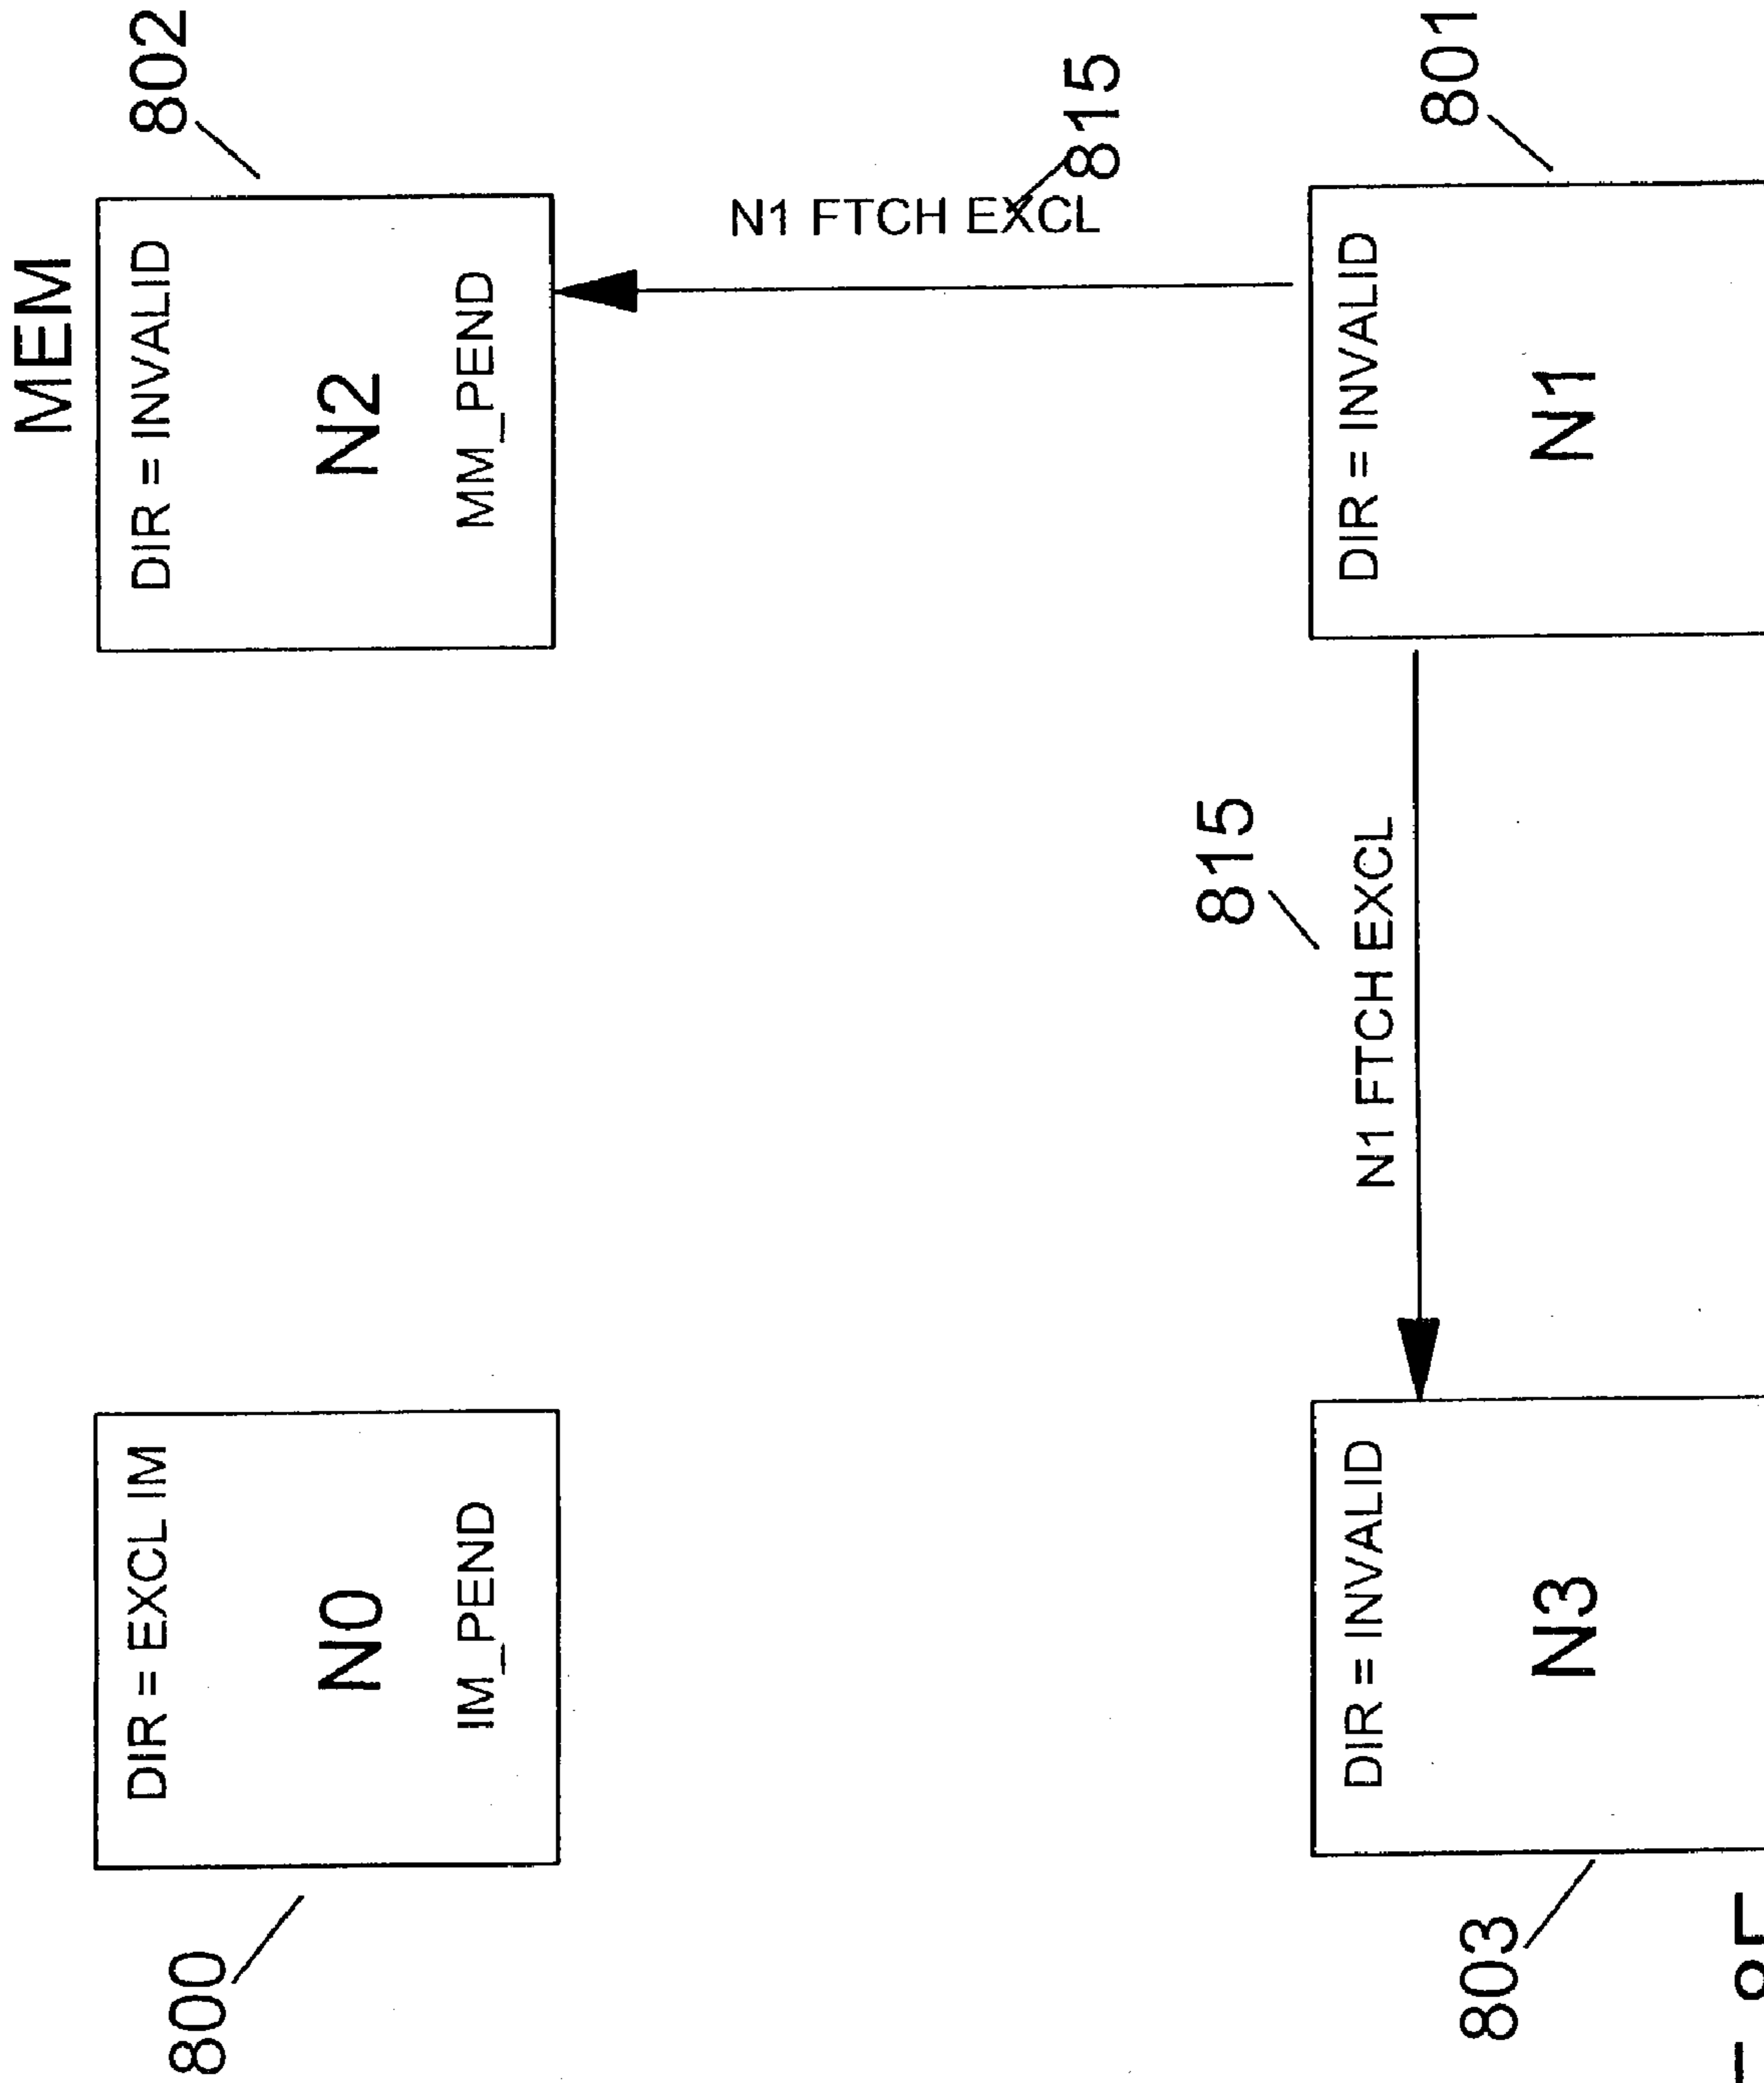 MEM
802
DIR = EXCL IM
N0
IM_PEND
800
DIR = INVALID
N2
MM_PEND
N1 FTCH EXCL
815
815
N1 FTCH EXCL
DIR = INVALID
N3
803
DIR = INVALID
N1
801